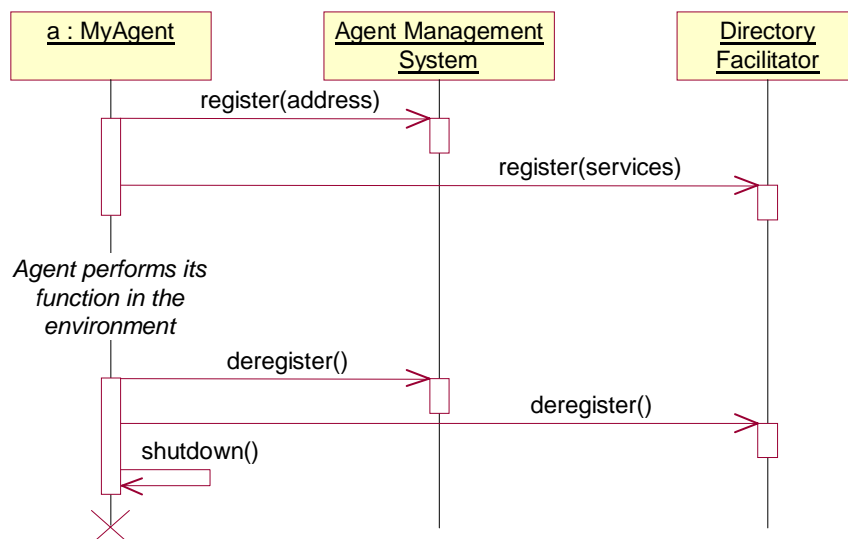 a : MyAgent
Agent Management
System
Directory
Facilitator
register(address)
register(services)
Agent performs its
function in the
environment
deregister()
deregister()
shutdown()